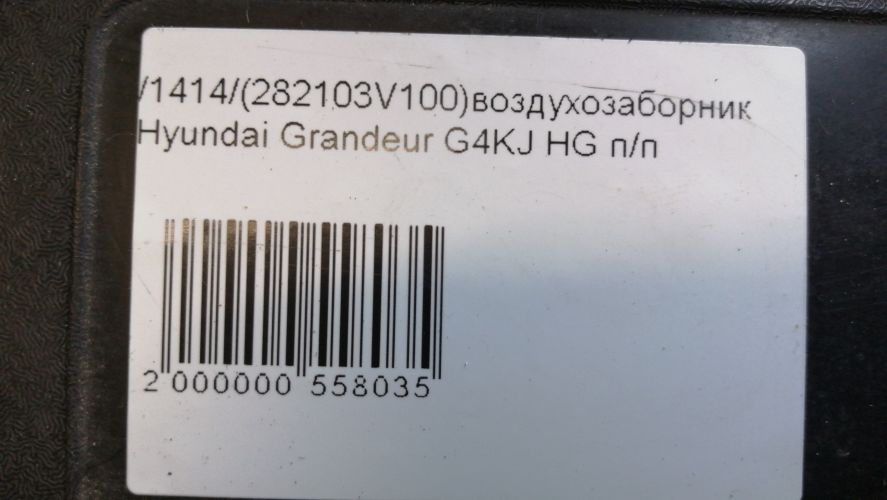 /1414/(282103V100)воздухозаборник
Hyundai Grandeur G4KJ HG п/п
2 000000 558035